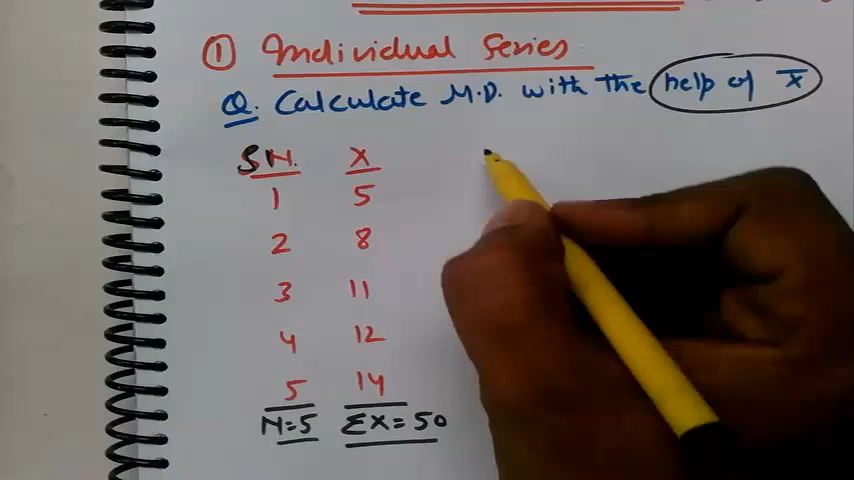 ① Individual Series
Q. Calculate M.D. with the help of X̅
SN. X
1 5
2 8
3 11
4 12
5 14
N=5 ΣX=50